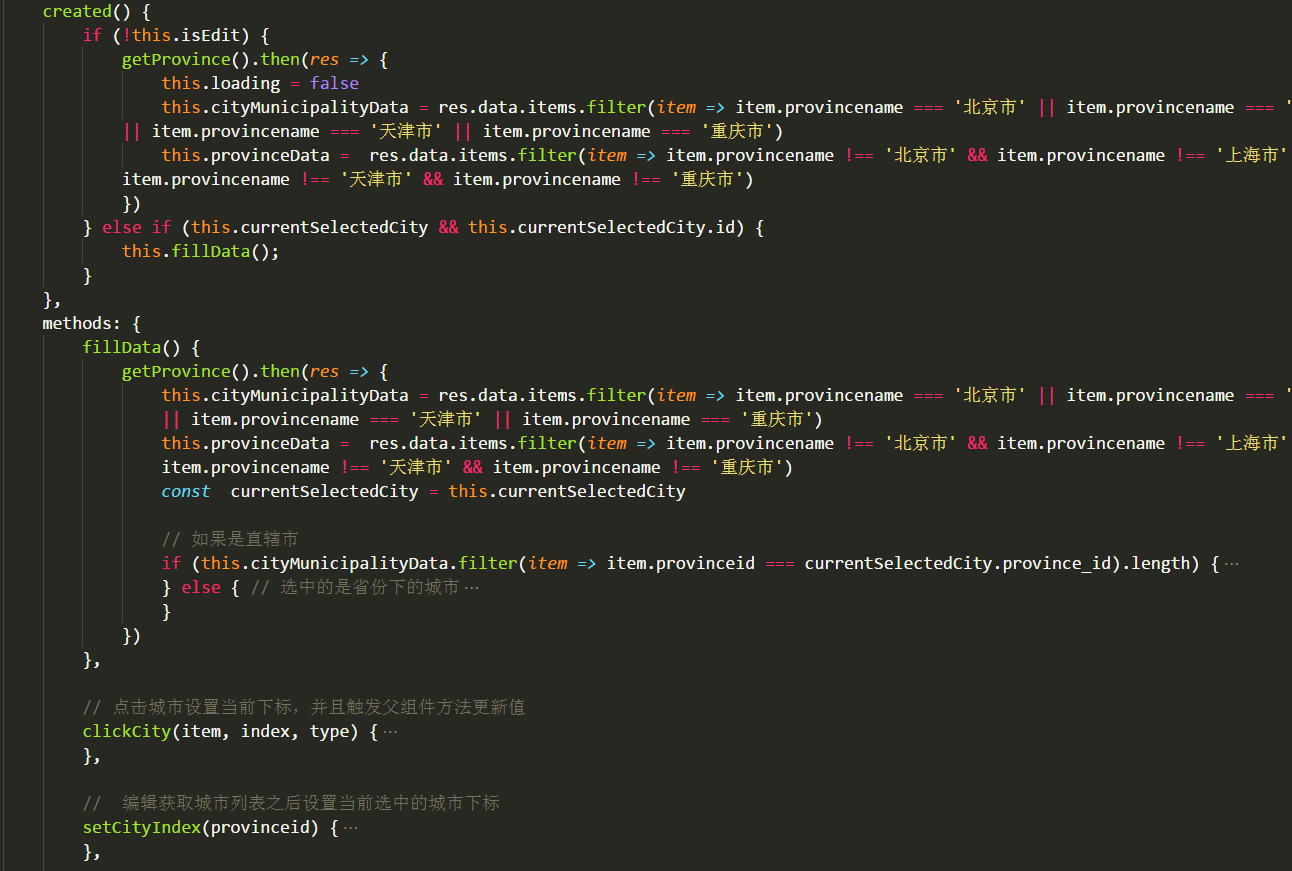 created() {
if (!this.isEdit) {
getProvince().then(res => {
this.loading = false
this.cityMunicipalityData = res.data.items.filter(item => item.provincename === '北京市' || item.provincename === '
|| item.provincename === '天津市' || item.provincename === '重庆市')
this.provinceData =  res.data.items.filter(item => item.provincename !== '北京市' && item.provincename !== '上海市'
item.provincename !== '天津市' && item.provincename !== '重庆市')
})
} else if (this.currentSelectedCity && this.currentSelectedCity.id) {
this.fillData();
}
},
methods: {
fillData() {
getProvince().then(res => {
this.cityMunicipalityData = res.data.items.filter(item => item.provincename === '北京市' || item.provincename === '
|| item.provincename === '天津市' || item.provincename === '重庆市')
this.provinceData =  res.data.items.filter(item => item.provincename !== '北京市' && item.provincename !== '上海市'
item.provincename !== '天津市' && item.provincename !== '重庆市')
const  currentSelectedCity = this.currentSelectedCity
// 如果是直辖市
if (this.cityMunicipalityData.filter(item => item.provinceid === currentSelectedCity.province_id).length) {…
} else { // 选中的是省份下的城市…
}
})
},
// 点击城市设置当前下标，并且触发父组件方法更新值
clickCity(item, index, type) {…
},
//  编辑获取城市列表之后设置当前选中的城市下标
setCityIndex(provinceid) {…
},